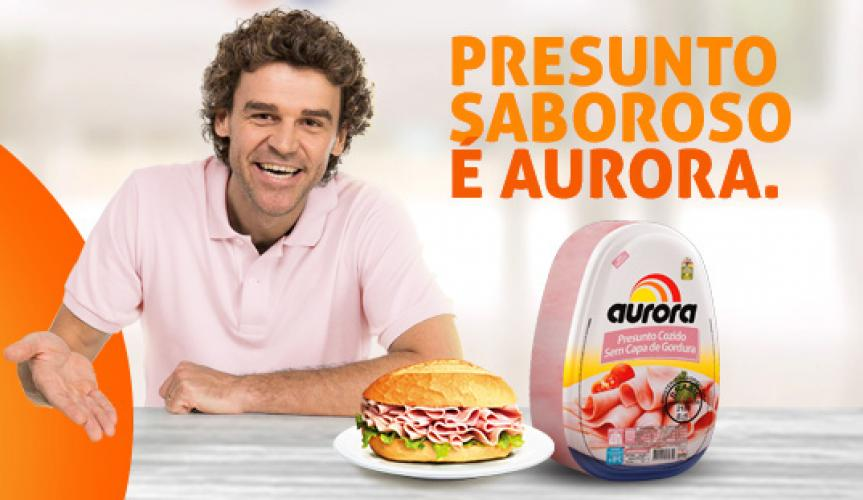 PRESUNTO
SABOROSO
É AURORA.
aurora
Presunto Cozido
Sem Capa de Gordura